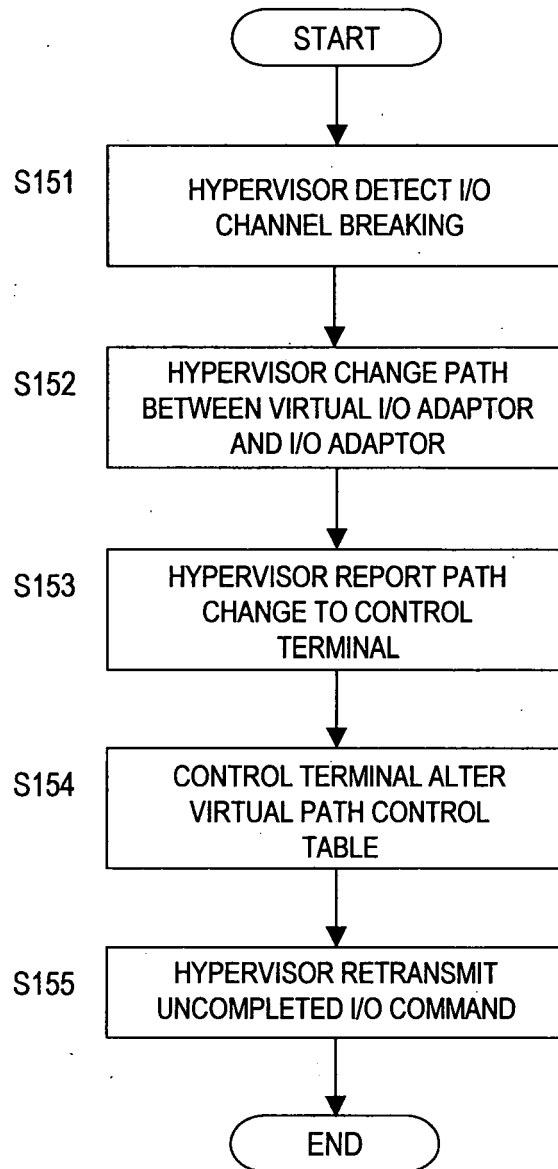 START
S151
HYPERVISOR DETECT I/O
CHANNEL BREAKING
S152
HYPERVISOR CHANGE PATH
BETWEEN VIRTUAL I/O ADAPTOR
AND I/O ADAPTOR
S153
HYPERVISOR REPORT PATH
CHANGE TO CONTROL
TERMINAL
S154
CONTROL TERMINAL ALTER
VIRTUAL PATH CONTROL
TABLE
S155
HYPERVISOR RETRANSMIT
UNCOMPLETED I/O COMMAND
END